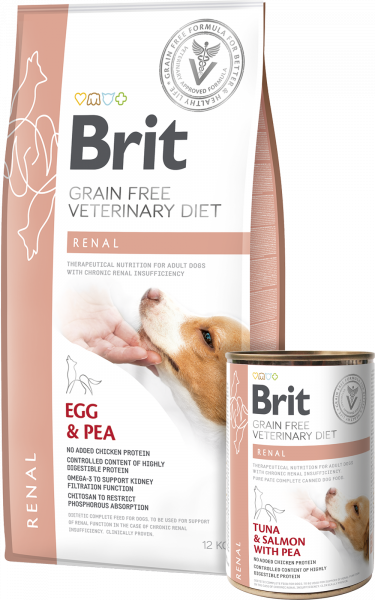 GRAIN FREE FORMULA FOR BETTER & HEALTHY LIFE
VETERINARY APPROVED FORMULA
Brit
GRAIN FREE
VETERINARY DIET
RENAL
THERAPEUTICAL NUTRITION FOR ADULT DOGS
WITH CHRONIC RENAL INSUFFICIENCY
RENAL
EGG
& PEA
NO ADDED CHICKEN PROTEIN
CONTROLLED CONTENT OF HIGHLY
DIGESTIBLE PROTEIN
OMEGA-3 TO SUPPORT KIDNEY
FILTRATION FUNCTION
CHITOSAN TO RESTRICT
PHOSPHOROUS ABSORPTION
DIETETIC COMPLETE FEED FOR DOGS, TO BE USED FOR SUPPORT
OF RENAL FUNCTION IN THE CASE OF CHRONIC RENAL
INSUFFICIENCY. CLINICALLY PROVEN.
12 KG
Brit
GRAIN FREE
VETERINARY DIET
RENAL
THERAPEUTICAL NUTRITION FOR ADULT DOGS
WITH CHRONIC RENAL INSUFFICIENCY
PURE PATE COMPLETE CANNED DOG FOOD
TUNA
& SALMON
WITH PEA
NO ADDED CHICKEN PROTEIN
CONTROLLED CONTENT OF HIGHLY
DIGESTIBLE PROTEIN